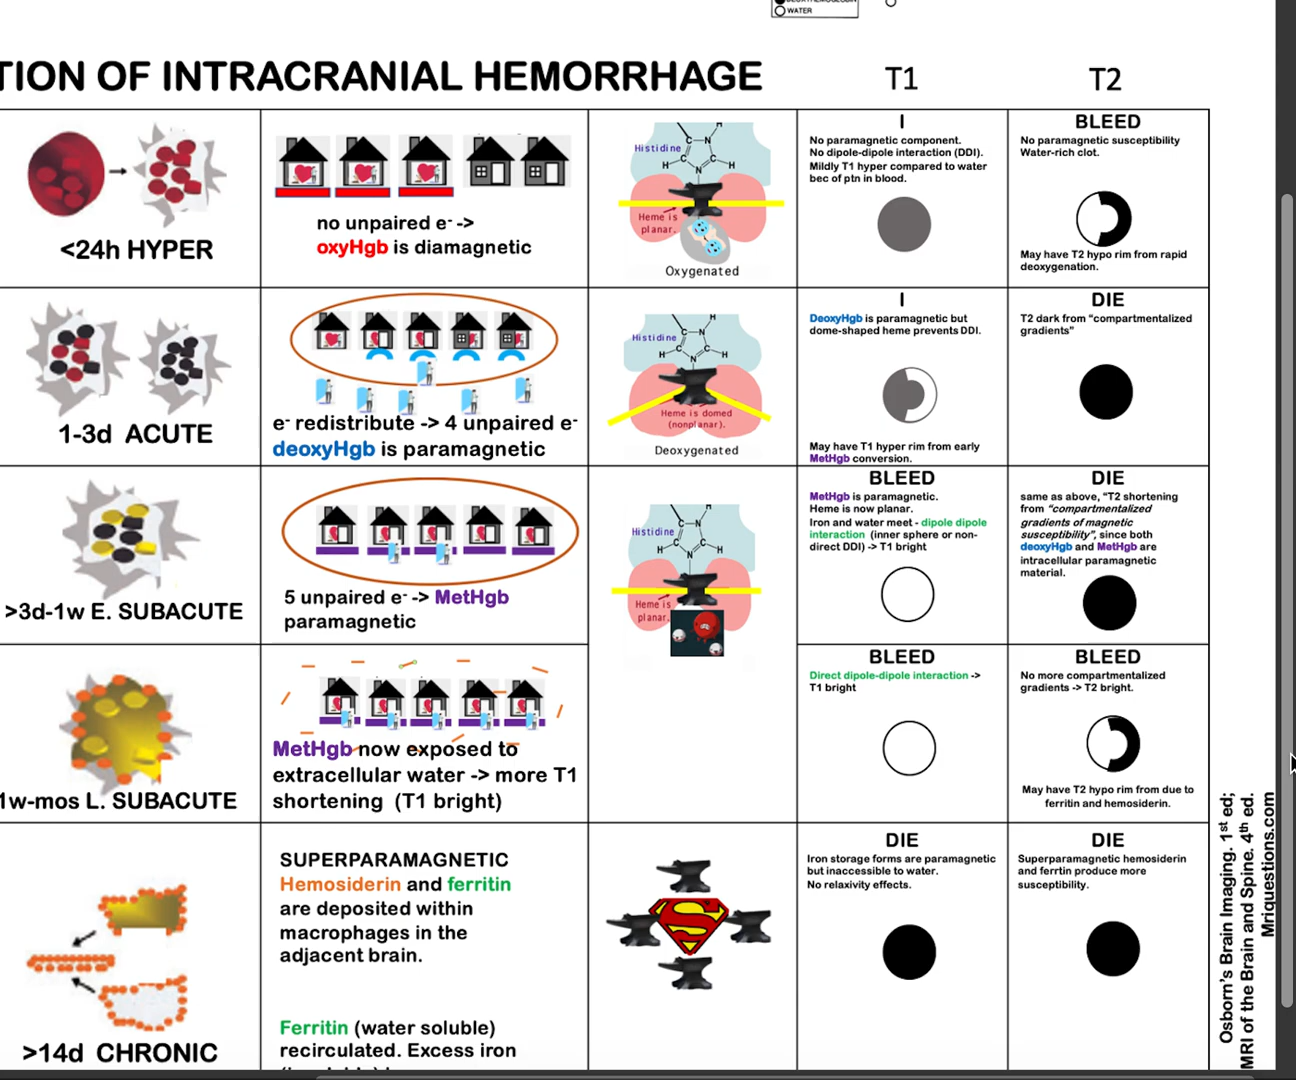 WATER
TION OF INTRACRANIAL HEMORRHAGE
T1
T2
<24h HYPER
no unpaired e- ->
oxyHgb is diamagnetic
Histidine
H
N
H
C
C
H
N
Heme is
planar.
Oxygenated
I
No paramagnetic component.
No dipole-dipole interaction (DDI).
Mildly T1 hyper compared to water
bec of ptn in blood.
BLEED
No paramagnetic susceptibility
Water-rich clot.
May have T2 hypo rim from rapid
deoxygenation.
1-3d ACUTE
e- redistribute -> 4 unpaired e-
deoxyHgb is paramagnetic
Histidine
H
N
H
C
C
H
N
Heme is domed
(nonplanar).
Deoxygenated
I
DeoxyHgb is paramagnetic but
dome-shaped heme prevents DDI.
May have T1 hyper rim from early
MetHgb conversion.
DIE
T2 dark from “compartmentalized
gradients”
>3d-1w E. SUBACUTE
5 unpaired e- -> MetHgb
paramagnetic
Histidine
H
N
H
C
C
H
N
Heme is
planar.
BLEED
MetHgb is paramagnetic.
Heme is now planar.
Iron and water meet - dipole dipole
interaction (inner sphere or non-
direct DDI) -> T1 bright
DIE
same as above, “T2 shortening
from “compartmentalized
gradients of magnetic
susceptibility”, since both
deoxyHgb and MetHgb are
intracellular paramagnetic
material.
1w-mos L. SUBACUTE
MetHgb now exposed to
extracellular water -> more T1
shortening (T1 bright)
BLEED
Direct dipole-dipole interaction ->
T1 bright
BLEED
No more compartmentalized
gradients -> T2 bright.
May have T2 hypo rim from due to
ferritin and hemosiderin.
>14d CHRONIC
SUPERPARAMAGNETIC
Hemosiderin and ferritin
are deposited within
macrophages in the
adjacent brain.
Ferritin (water soluble)
recirculated. Excess iron
S
DIE
Iron storage forms are paramagnetic
but inaccessible to water.
No relaxivity effects.
DIE
Superparamagnetic hemosiderin
and ferrtin produce more
susceptibility.
Osborn’s Brain Imaging. 1st ed;
MRI of the Brain and Spine. 4th ed.
Mriquestions.com